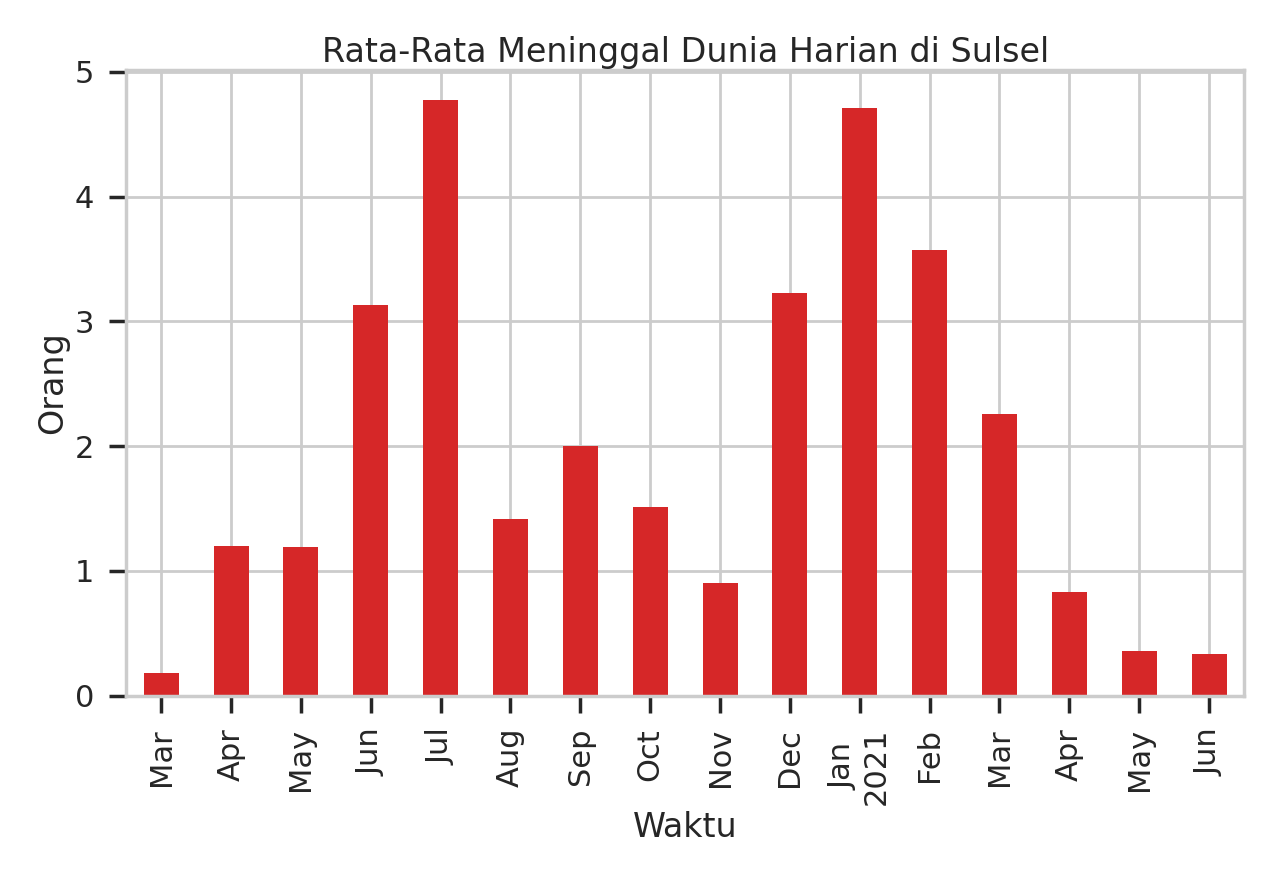 Rata-Rata Meninggal Dunia Harian di Sulsel
5
4
3
2
1
0
Orang
Mar
Apr
May
Jun
Jul
Aug
Sep
Oct
Nov
Dec
Jan
2021
Feb
Mar
Apr
May
Jun
Waktu